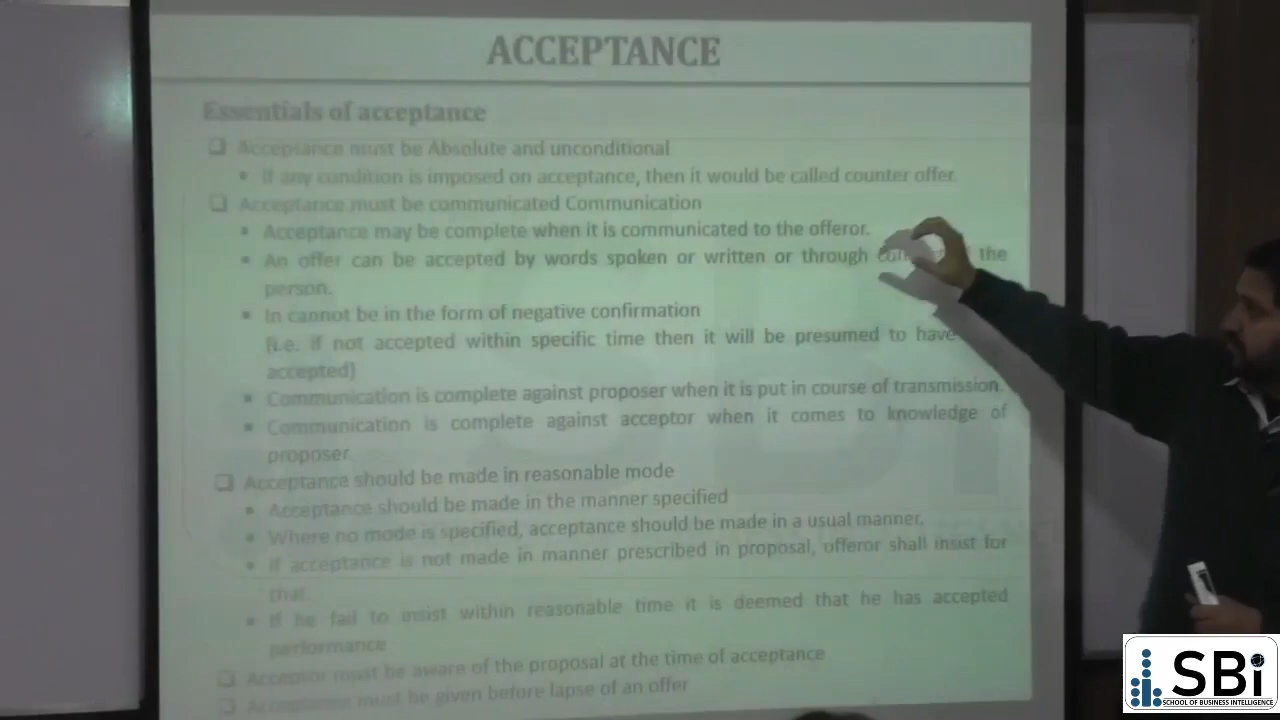 ACCEPTANCE
Essentials of acceptance
Acceptance must be Absolute and unconditional
If any condition is imposed on acceptance, then it would be called counter offer.
Acceptance must be communicated Communication
Acceptance may be complete when it is communicated to the offeror.
An offer can be accepted by words spoken or written or through the
person.
In cannot be in the form of negative confirmation
[i.e. if not accepted within specific time then it will be presumed to have
accepted]
Communication is complete against proposer when it is put in course of transmission.
Communication is complete against acceptor when it comes to knowledge of
proposer.
Acceptance should be made in reasonable mode
Acceptance should be made in the manner specified
Where no mode is specified, acceptance should be made in a usual manner.
If acceptance is not made in manner prescribed in proposal, offeror shall insist for
that.
If he fail to insist within reasonable time it is deemed that he has accepted
performance
Acceptor must be aware of the proposal at the time of acceptance
Acceptance must be given before lapse of an offer
SBi
SCHOOL OF BUSINESS INTELLIGENCE